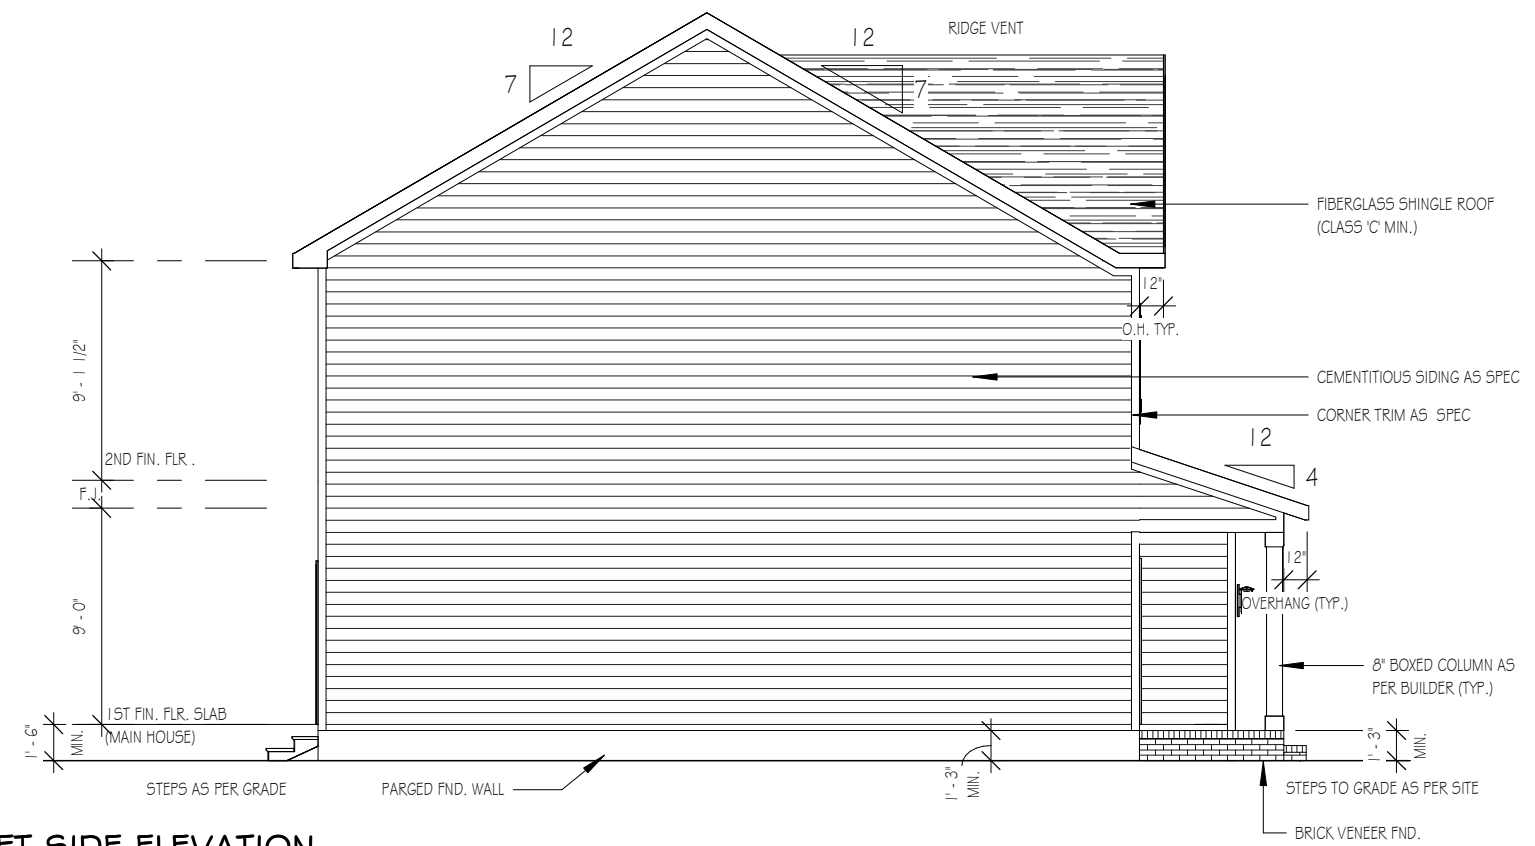 RIDGE VENT
12
7
12
7
FIBERGLASS SHINGLE ROOF
(CLASS 'C' MIN.)
12"
O.H. TYP.
9' - 1 1/2"
CEMENTITIOUS SIDING AS SPEC
CORNER TRIM AS SPEC
12
4
2ND FIN. FLR .
F.J.
12"
OVERHANG (TYP.)
9' - 0"
8" BOXED COLUMN AS
PER BUILDER (TYP.)
1ST FIN. FLR. SLAB
(MAIN HOUSE)
1' - 6"
MIN.
1' - 3"
MIN.
1' - 3"
MIN.
STEPS AS PER GRADE
PARGED FND. WALL
STEPS TO GRADE AS PER SITE
BRICK VENEER FND.
SIDE ELEVATION